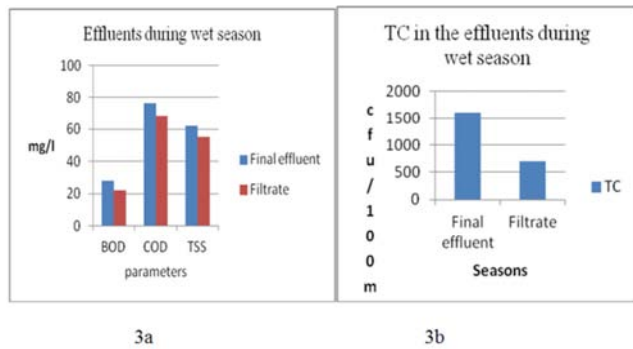 Effluents during wet season
100
80
60
40
20
0
mg/l
BOD COD TSS
parameters
Final effluent
Filtrate
3a
TC in the effluents during
wet season
c
f
u
/
1
0
0
m
2000
1500
1000
500
0
Final
effluent
Filtrate
Seasons
TC
3b